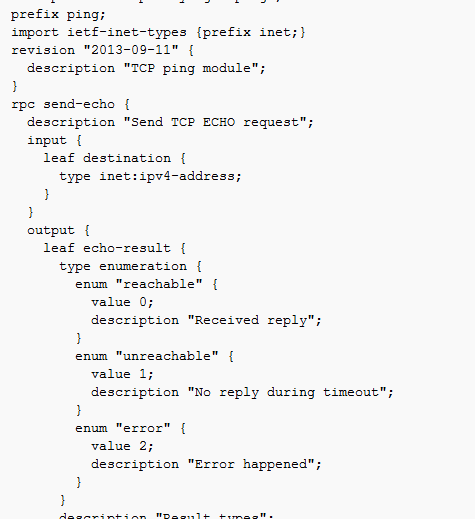 prefix ping;
import ietf-inet-types {prefix inet;}
revision "2013-09-11" {
  description "TCP ping module";
}
rpc send-echo {
  description "Send TCP ECHO request";
  input {
    leaf destination {
      type inet:ipv4-address;
    }
  }
  output {
    leaf echo-result {
      type enumeration {
        enum "reachable" {
          value 0;
          description "Received reply";
        }
        enum "unreachable" {
          value 1;
          description "No reply during timeout";
        }
        enum "error" {
          value 2;
          description "Error happened";
        }
      }
      description "Result types";